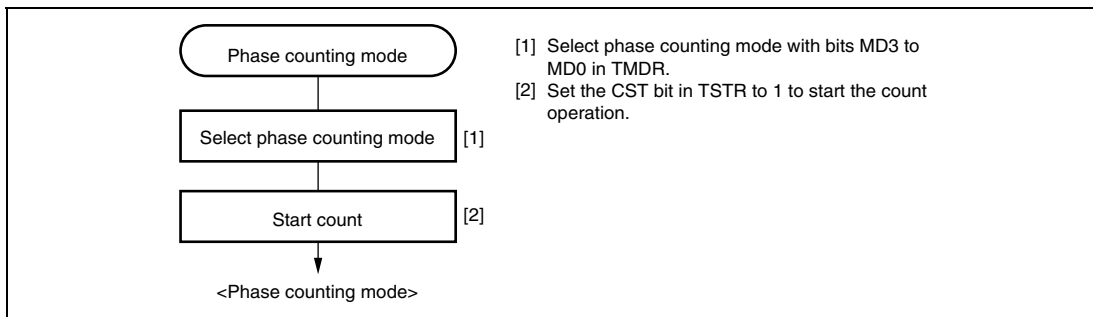 Phase counting mode
Select phase counting mode [1]
Start count [2]
<Phase counting mode>
[1] Select phase counting mode with bits MD3 to
MD0 in TMDR.
[2] Set the CST bit in TSTR to 1 to start the count
operation.